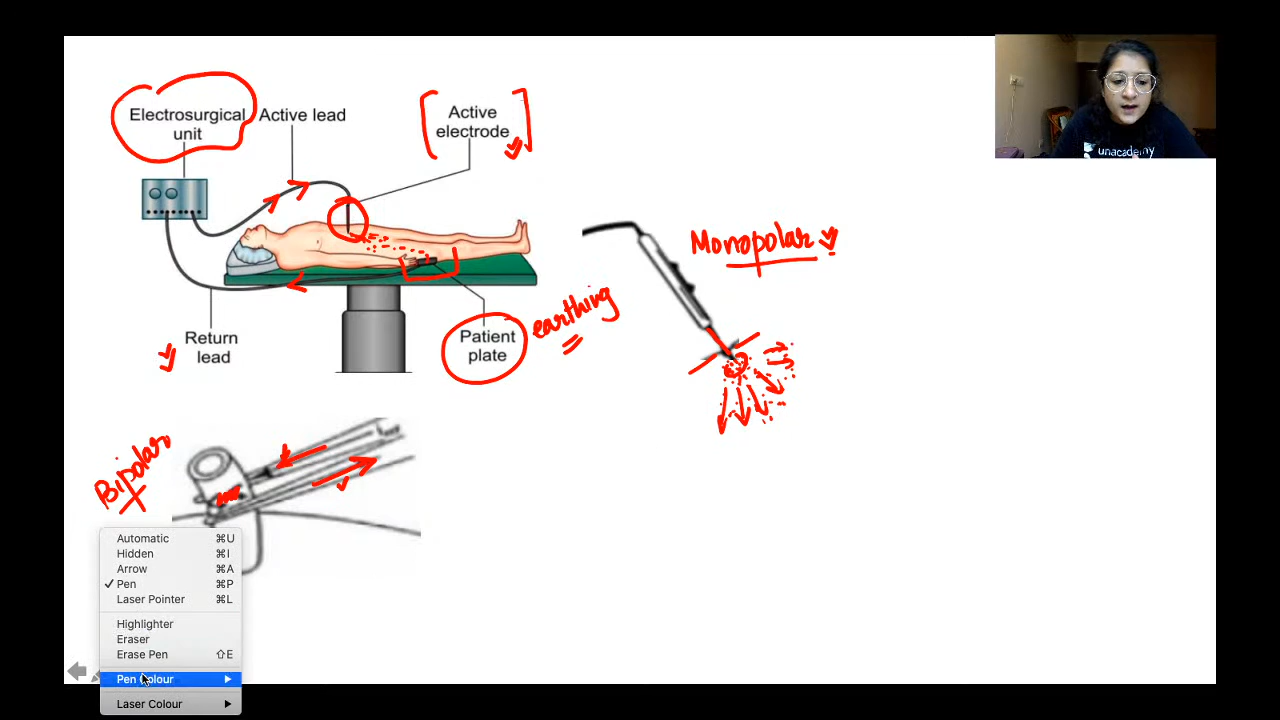 Electrosurgical
unit
Active lead
Active
electrode
Monopolar
Patient
plate
earthing
Return
lead
Bipolar
unacademy
Automatic ⌘U
Hidden ⌘I
Arrow ⌘A
✓ Pen ⌘P
Laser Pointer ⌘L
Highlighter
Eraser
Erase Pen ⇧E
Pen Colour
Laser Colour